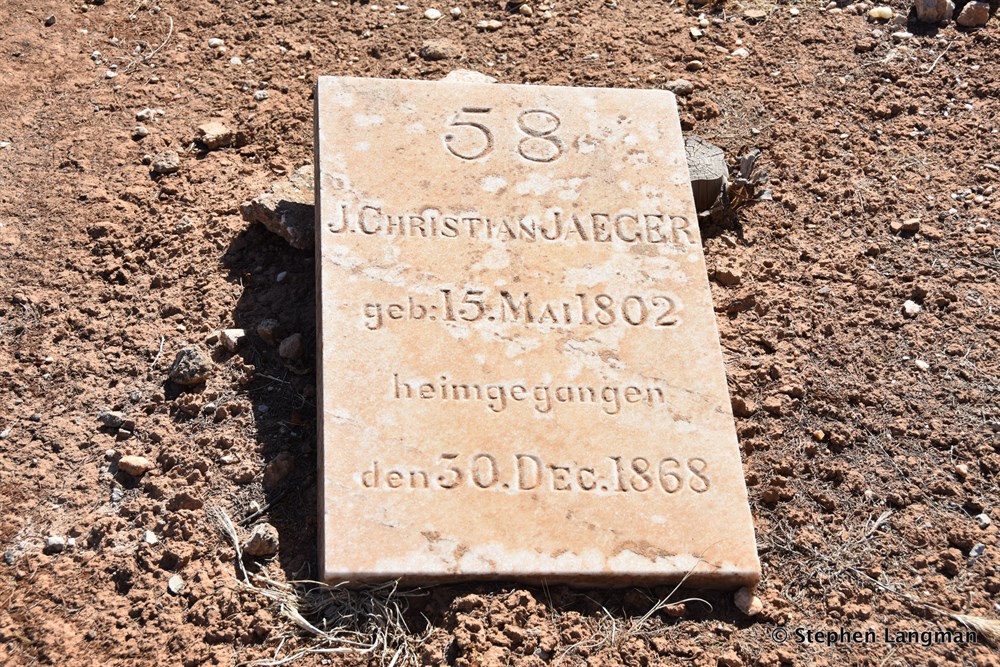 58
J. CHRISTIAN JAEGER
geb: 15. MAI 1802
heimgegangen
den 30. DEC. 1868
© Stephen Langman